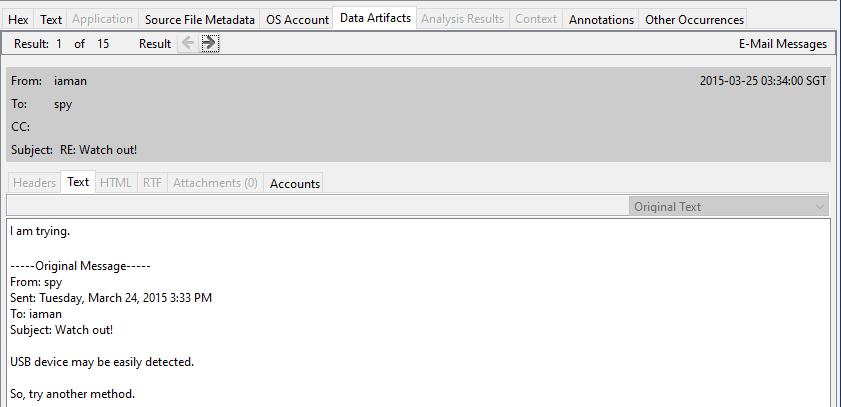 Hex Text Application Source File Metadata OS Account Data Artifacts Analysis Results Context Annotations Other Occurrences
Result: 1 of 15 Result E-Mail Messages
From: iaman 2015-03-25 03:34:00 SGT
To: spy
CC:
Subject: RE: Watch out!
Headers Text HTML RTF Attachments (0) Accounts
Original Text
I am trying.
-----Original Message-----
From: spy
Sent: Tuesday, March 24, 2015 3:33 PM
To: iaman
Subject: Watch out!
USB device may be easily detected.
So, try another method.